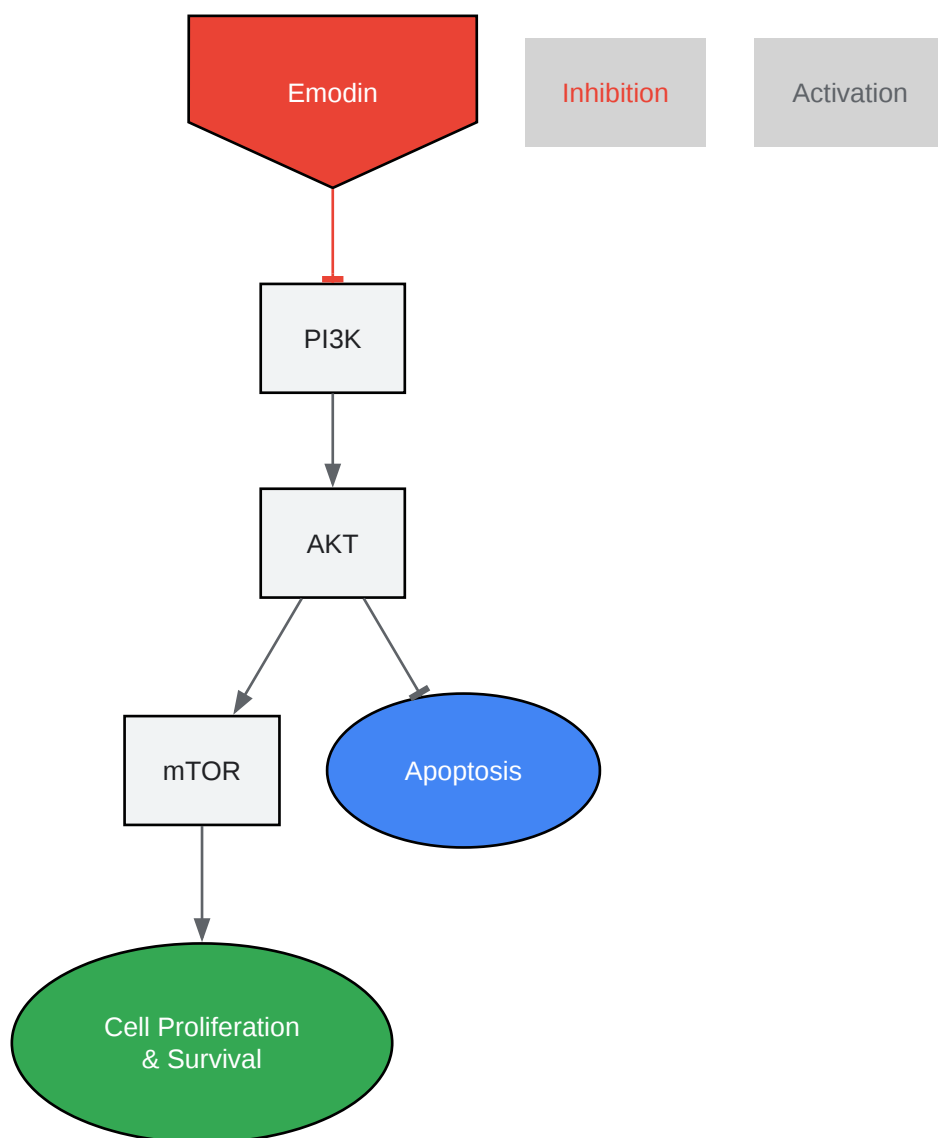 Emodin
Inhibition
Activation
PI3K
AKT
mTOR
Apoptosis
Cell Proliferation
& Survival